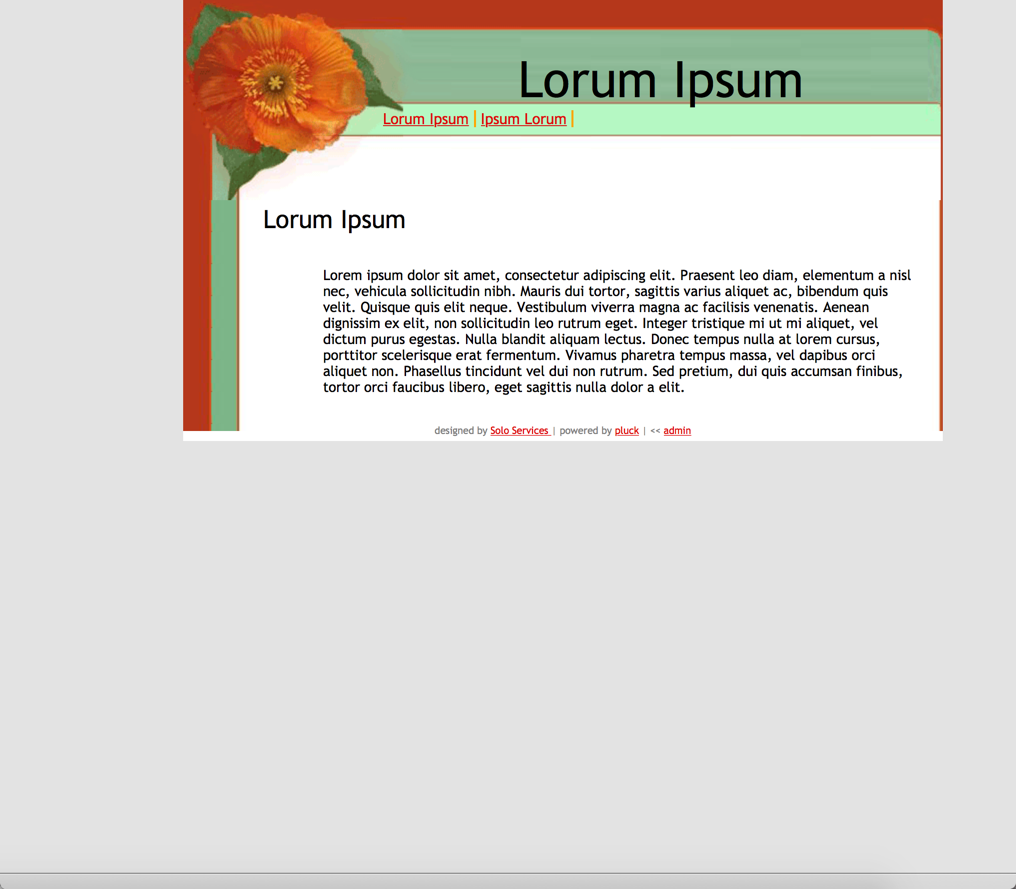 Lorum Ipsum
Lorum Ipsum | Ipsum Lorum |
Lorum Ipsum
Lorem ipsum dolor sit amet, consectetur adipiscing elit. Praesent leo diam, elementum a nisl
nec, vehicula sollicitudin nibh. Mauris dui tortor, sagittis varius aliquet ac, bibendum quis
velit. Quisque quis elit neque. Vestibulum viverra magna ac facilisis venenatis. Aenean
dignissim ex elit, non sollicitudin leo rutrum eget. Integer tristique mi ut mi aliquet, vel
dictum purus egestas. Nulla blandit aliquam lectus. Donec tempus nulla at lorem cursus,
porttitor scelerisque erat fermentum. Vivamus pharetra tempus massa, vel dapibus orci
aliquet non. Phasellus tincidunt vel dui non rutrum. Sed pretium, dui quis accumsan finibus,
tortor orci faucibus libero, eget sagittis nulla dolor a elit.
designed by Solo Services | powered by pluck | << admin